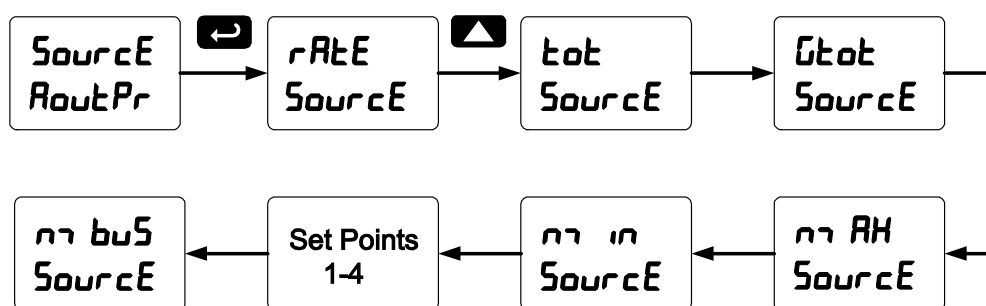 SourcE
AoutPr
rAtE
SourcE
tot
SourcE
Gtot
SourcE
m buS
SourcE
Set Points
1-4
m in
SourcE
m AH
SourcE